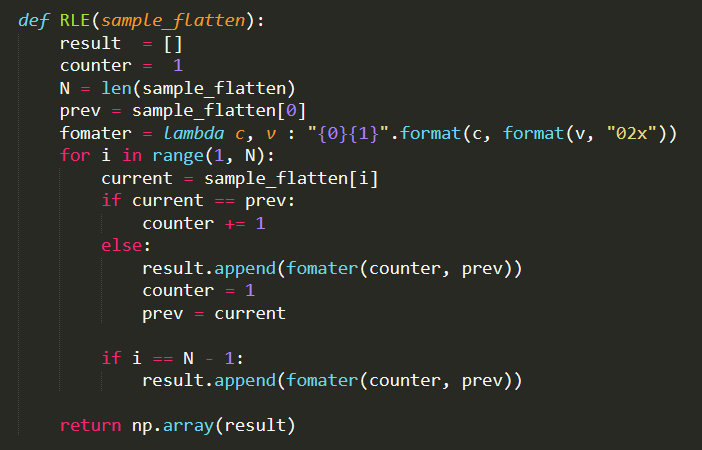 def RLE(sample_flatten):
    result  = []
    counter =  1
    N = len(sample_flatten)
    prev = sample_flatten[0]
    fomater = lambda c, v : "{0}{1}".format(c, format(v, "02x"))
    for i in range(1, N):
        current = sample_flatten[i]
        if current == prev:
            counter += 1
        else:
            result.append(fomater(counter, prev))
            counter = 1
            prev = current
        if i == N - 1:
            result.append(fomater(counter, prev))
    return np.array(result)